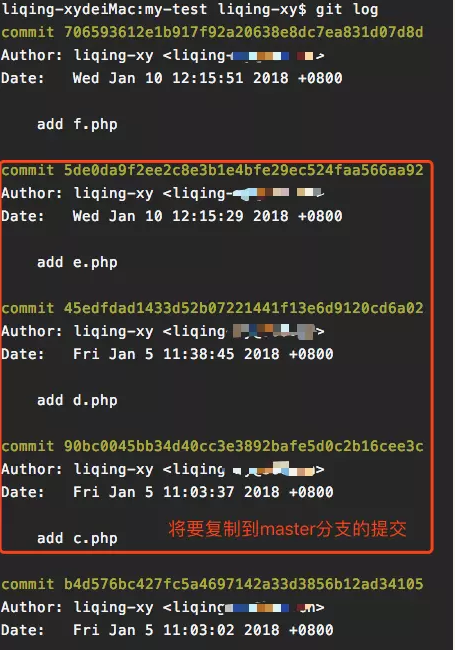 liqing-xydeiMac:my-test liqing-xy$ git log
commit 706593612e1b917f92a20638e8dc7ea831d07d8d
Author: liqing-xy <liqing- >
Date:   Wed Jan 10 12:15:51 2018 +0800
add f.php
commit 5de0da9f2ee2c8e3b1e4bfe29ec524faa566aa92
Author: liqing-xy <liqing- >
Date:   Wed Jan 10 12:15:29 2018 +0800
add e.php
commit 45edfdad1433d52b07221441f13e6d9120cd6a02
Author: liqing-xy <liqing >
Date:   Fri Jan 5 11:38:45 2018 +0800
add d.php
commit 90bc0045bb34d40cc3e3892bafe5d0c2b16cee3c
Author: liqing-xy <liqing >
Date:   Fri Jan 5 11:03:37 2018 +0800
将要复制到master分支的提交
add c.php
commit b4d576bc427fc5a4697142a33d3856b12ad34105
Author: liqing-xy <liqing >
Date:   Fri Jan 5 11:03:02 2018 +0800